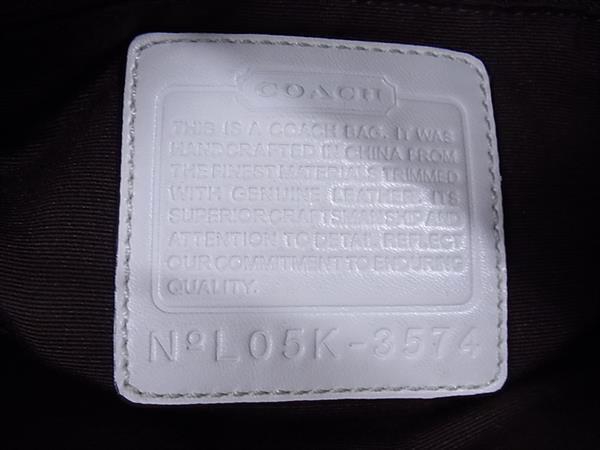 COACH
THIS IS A COACH BAG. IT WAS
HANDCRAFTED IN CHINA FROM
THE FINEST MATERIALS TRIMMED
WITH GENUINE LEATHER. ITS
SUPERIOR CRAFTSMANSHIP AND
ATTENTION TO DETAIL REFLECT
OUR COMMITMENT TO ENDURING
QUALITY.
Nº L05K-3574